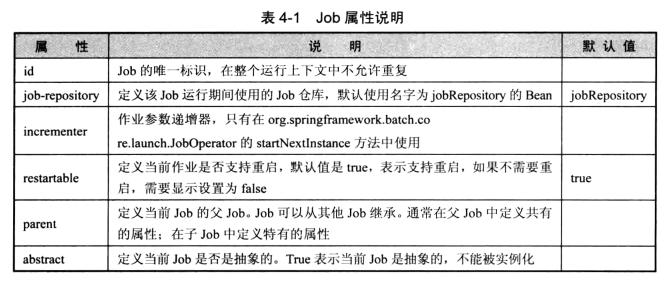 表 4-1 Job 属性说明
属 性 说 明 默 认 值
id Job 的唯一标识，在整个运行上下文中不允许重复
job-repository 定义该 Job 运行期间使用的 Job 仓库，默认使用名字为 jobRepository 的 Bean jobRepository
incrementer 作业参数递增器，只有在 org.springframework.batch.co
re.launch.JobOperator 的 startNextInstance 方法中使用
restartable 定义当前作业是否支持重启，默认值是 true，表示支持重启，如果不需要重 true
启，需要显示设置为 false
parent 定义当前 Job 的父 Job。Job 可以从其他 Job 继承。通常在父 Job 中定义共有
的属性；在子 Job 中定义特有的属性
abstract 定义当前 Job 是否是抽象的。True 表示当前 Job 是抽象的，不能被实例化